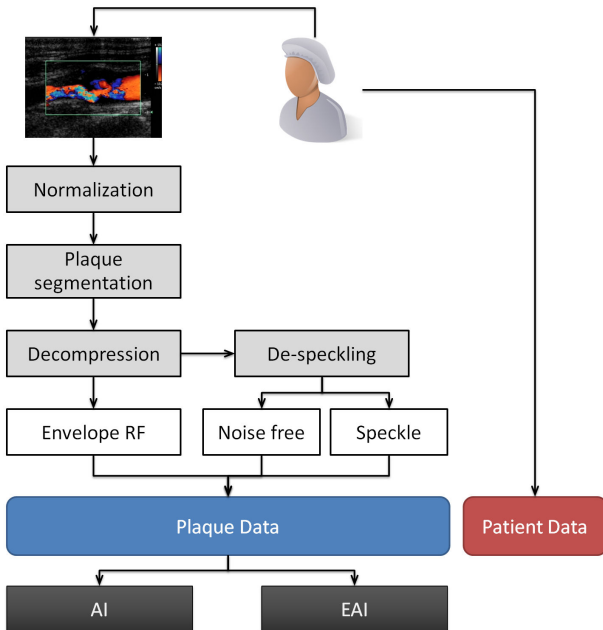 Normalization
Plaque
segmentation
Decompression
De-speckling
Envelope RF
Noise free
Speckle
Plaque Data
Patient Data
AI
EAI